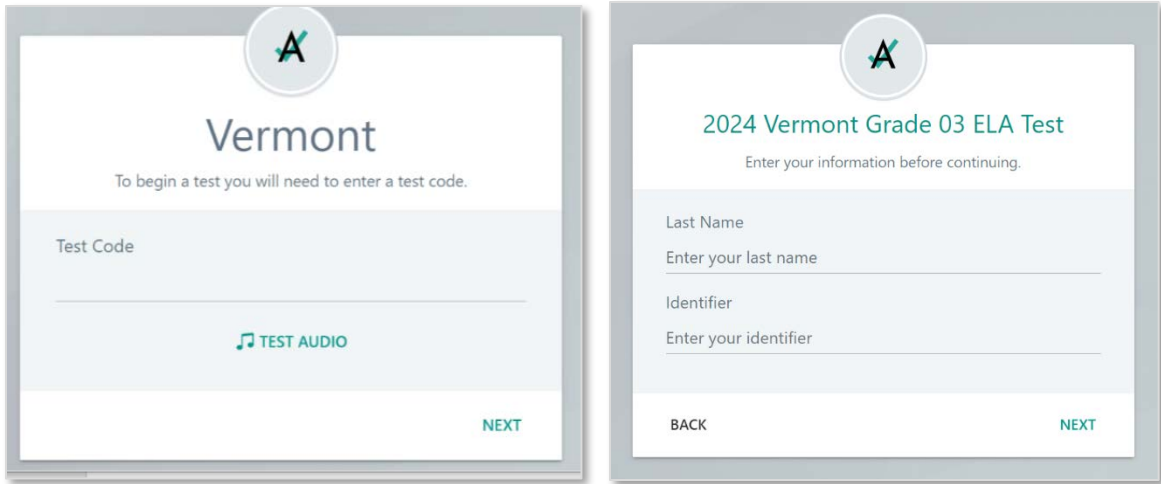 Vermont
To begin a test you will need to enter a test code.
Test Code
TEST AUDIO
NEXT
2024 Vermont Grade 03 ELA Test
Enter your information before continuing.
Last Name
Enter your last name
Identifier
Enter your identifier
BACK NEXT